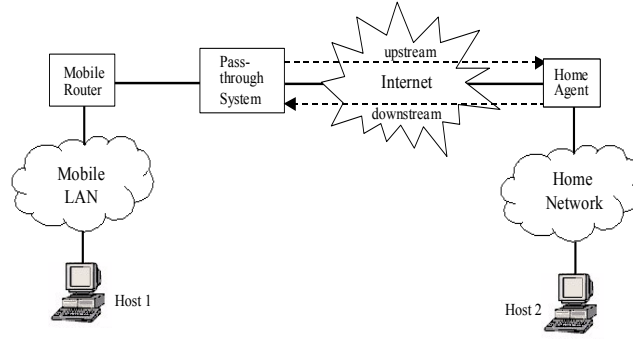 Mobile
Router
Pass-
through
System
upstream
Internet
downstream
Home
Agent
Mobile
LAN
Home
Network
Host 1
Host 2